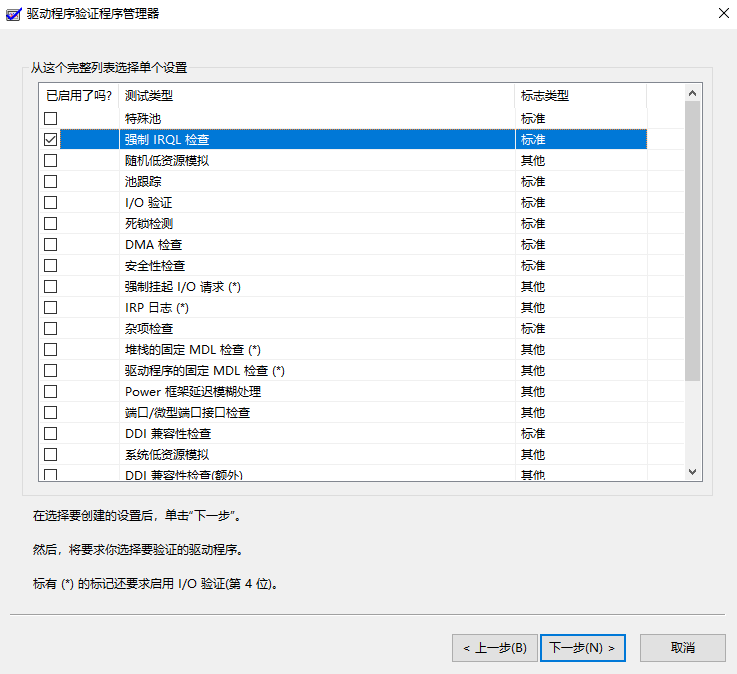 驱动程序验证程序管理器
从这个完整列表选择单个设置
已启用了吗? 测试类型 标志类型
特殊池 标准
强制 IRQL 检查 标准
随机低资源模拟 其他
池跟踪 标准
I/O 验证 标准
死锁检测 标准
DMA 检查 标准
安全性检查 标准
强制挂起 I/O 请求 (*) 其他
IRP 日志 (*) 其他
杂项检查 标准
堆栈的固定 MDL 检查 (*) 其他
驱动程序的固定 MDL 检查 (*) 其他
Power 框架延迟模糊处理 其他
端口/微型端口接口检查 其他
DDI 兼容性检查 标准
系统低资源模拟 其他
DDI 兼容性检查(额外) 其他
在选择要创建的设置后，单击“下一步”。
然后，将要求你选择要验证的驱动程序。
标有 (*) 的标记还要求启用 I/O 验证(第 4 位)。
< 上一步(B) 下一步(N) > 取消